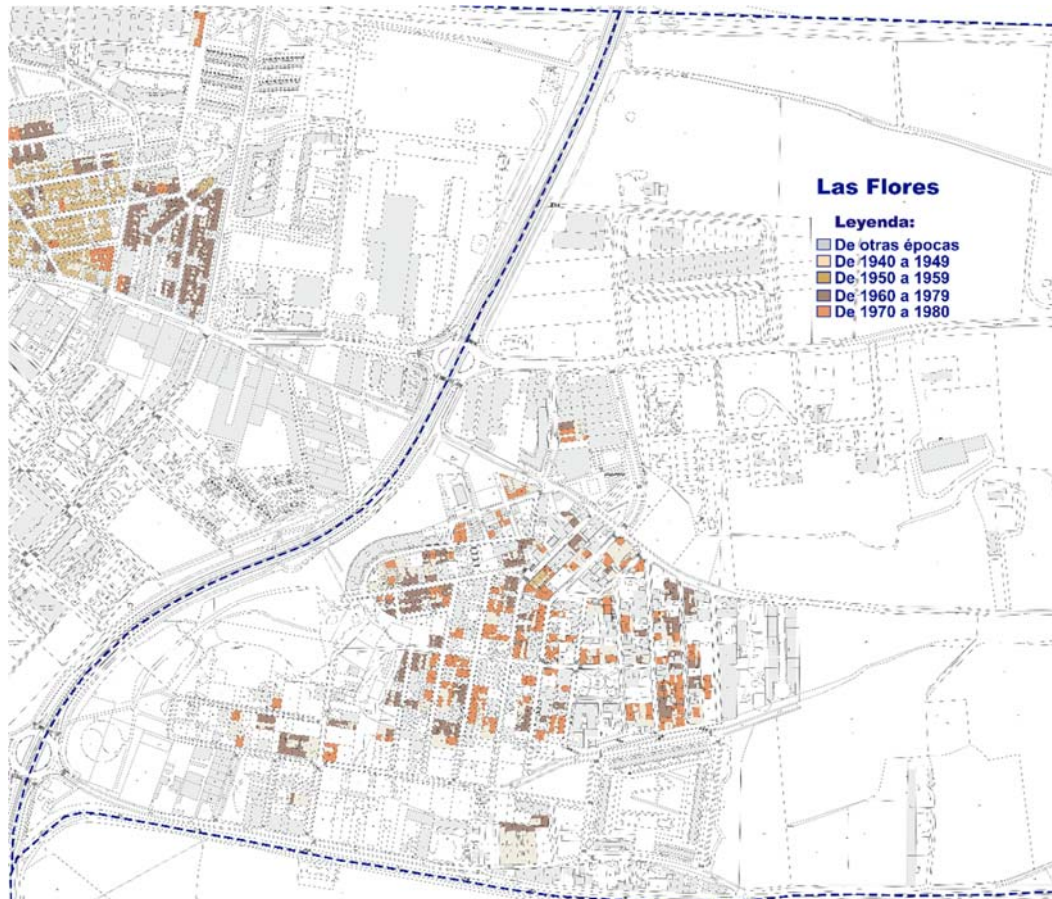 Las Flores
Leyenda:
De otras épocas
De 1940 a 1949
De 1950 a 1959
De 1960 a 1979
De 1970 a 1980